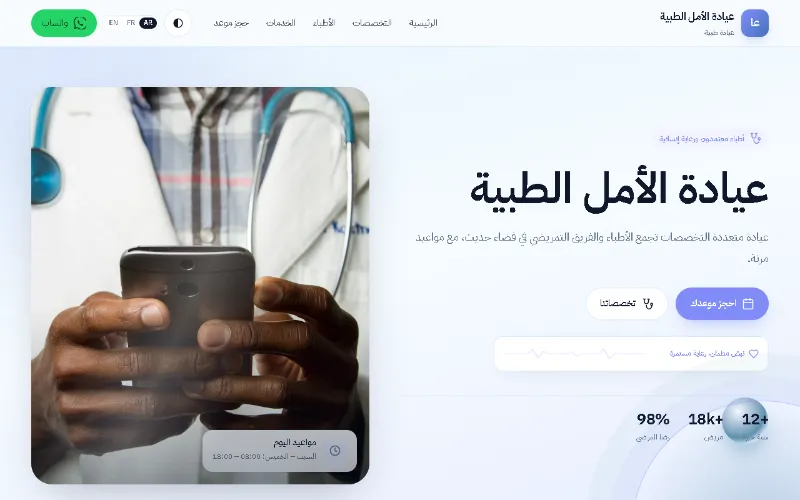 عا
عيادة الأمل الطبية
عيادة طبية
الرئيسية
التخصصات
الأطباء
الخدمات
حجز موعد
AR
FR
EN
واتساب
أطباء معتمدون ورعاية إنسانية
عيادة الأمل الطبية
عيادة متعددة التخصصات تجمع الأطباء والفريق التمريضي في فضاء حديث، مع مواعيد
مرنة.
احجز موعدك
تخصصاتنا
نبض مطمئن، رعاية مستمرة
12+
18k+
مريض
98%
رضا المرضى
مواعيد اليوم
السبت – الخميس: 08:00 – 18:00